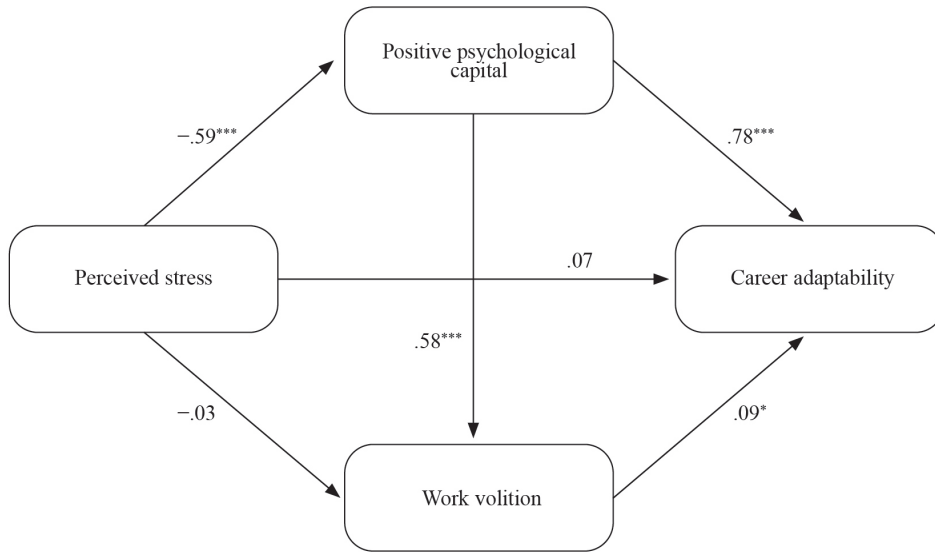 Positive psychological
capital
−.59***
.78***
Perceived stress
.07
Career adaptability
.58***
−.03
.09*
Work volition